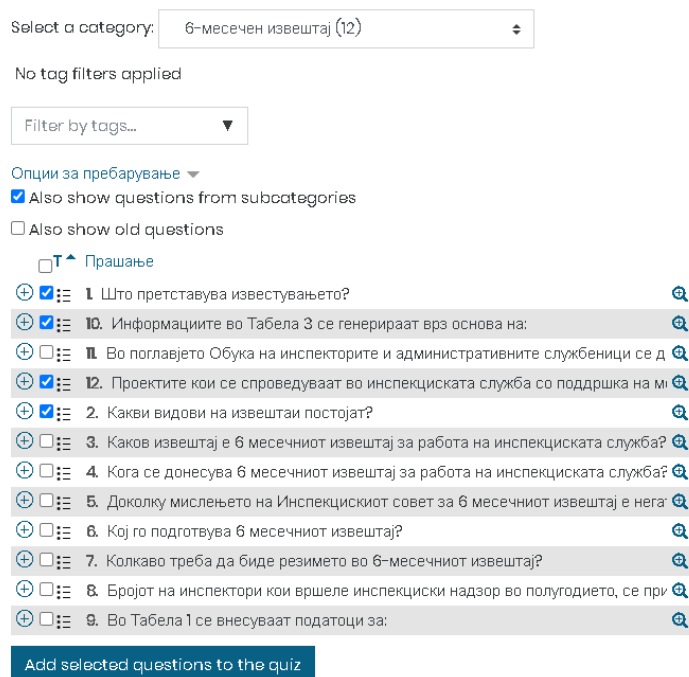 Select a category: 6-месечен извештај (12)
No tag filters applied
Filter by tags...
Опции за пребарување
Also show questions from subcategories
Also show old questions
T Прашање
1. Што претставува известувањето?
10. Информациите во Табела 3 се генерираат врз основа на:
11. Во поглавјето Обука на инспекторите и административните службеници се
12. Проектите кои се спроведуваат во инспекциската служба со поддршка на
2. Какви видови на извештаи постојат?
3. Каков извештај е 6 месечниот извештај за работа на инспекциската служба?
4. Кога се донесува 6 месечниот извештај за работа на инспекциската служба?
5. Доколку мислењето на Инспекцискиот совет за 6 месечниот извештај е
6. Кој го подготвува 6 месечниот извештај?
7. Колкаво треба да биде резимето во 6-месечниот извештај?
8. Бројот на инспектори кои вршеле инспекциски надзор во полугодието, се
9. Во Табела 1 се внесуваат податоци за:
Add selected questions to the quiz